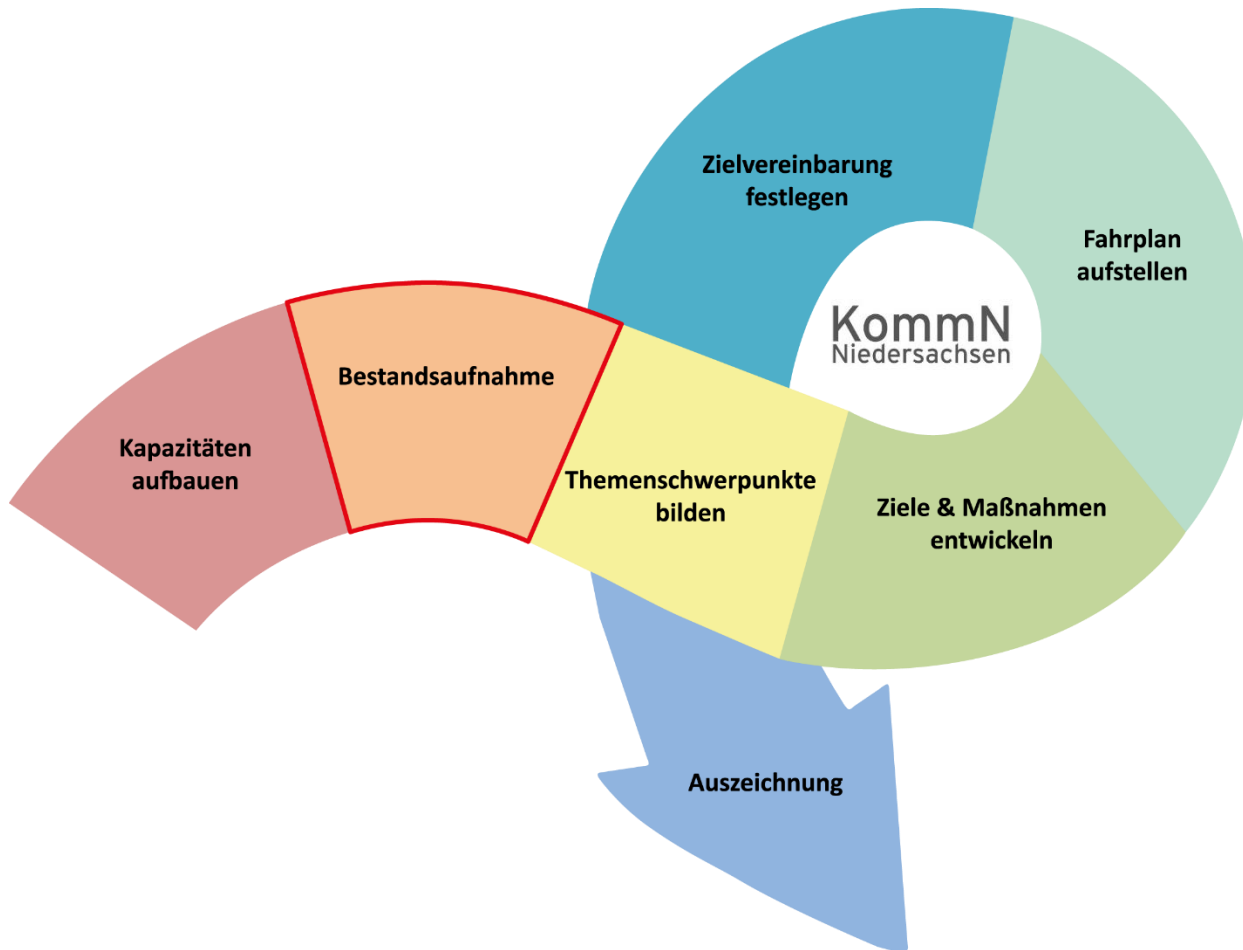 Kapazitäten
aufbauen
Bestandsaufnahme
Themenschwerpunkte
bilden
Ziele & Maßnahmen
entwickeln
Fahrplan
aufstellen
Zielvereinbarung
festlegen
Auszeichnung
KommN
Niedersachsen